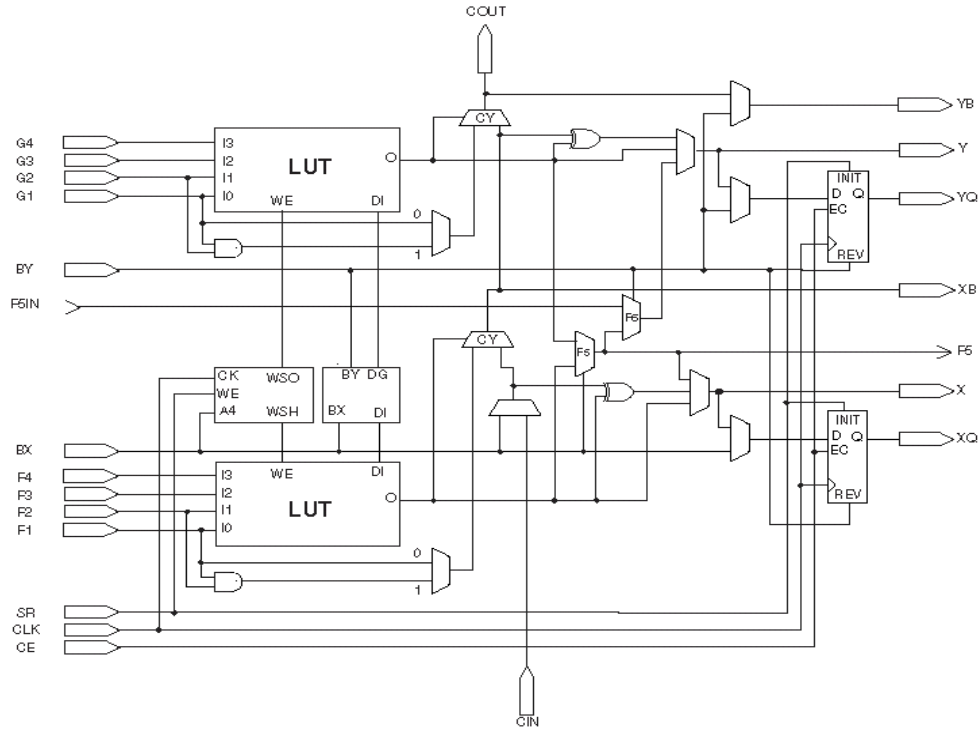 COUT
YB
CY
G4
G3
G2
G1
I3
I2
I1
I0
LUT
O
WE
DI
Y
INIT
D
Q
EC
REV
YQ
0
1
BY
F5IN
F6
XB
CY
F5
F5
CK
WE
A4
WSO
WSH
BY
DG
BX
DI
X
INIT
D
Q
EC
REV
XQ
BX
F4
F3
F2
F1
I3
I2
I1
I0
WE
DI
LUT
O
0
1
SR
CLK
CE
CIN